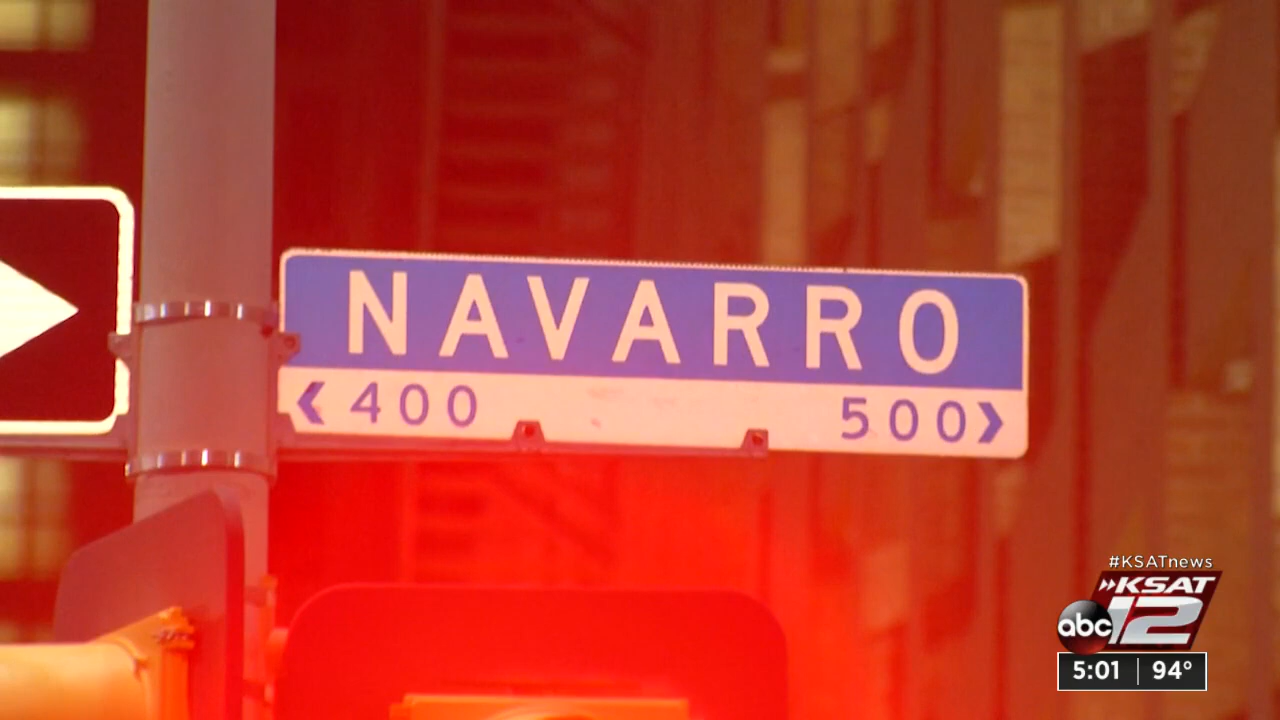 NAVARRO
< 400 500 >
#KSATnews
KSAT
abc 12
5:01 94°